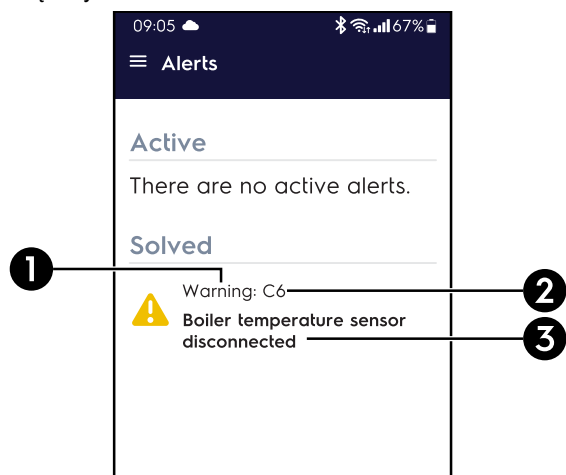 09:05 67%
Alerts
Active
There are no active alerts.
Solved
1
Warning: C6
2
Boiler temperature sensor
disconnected
3